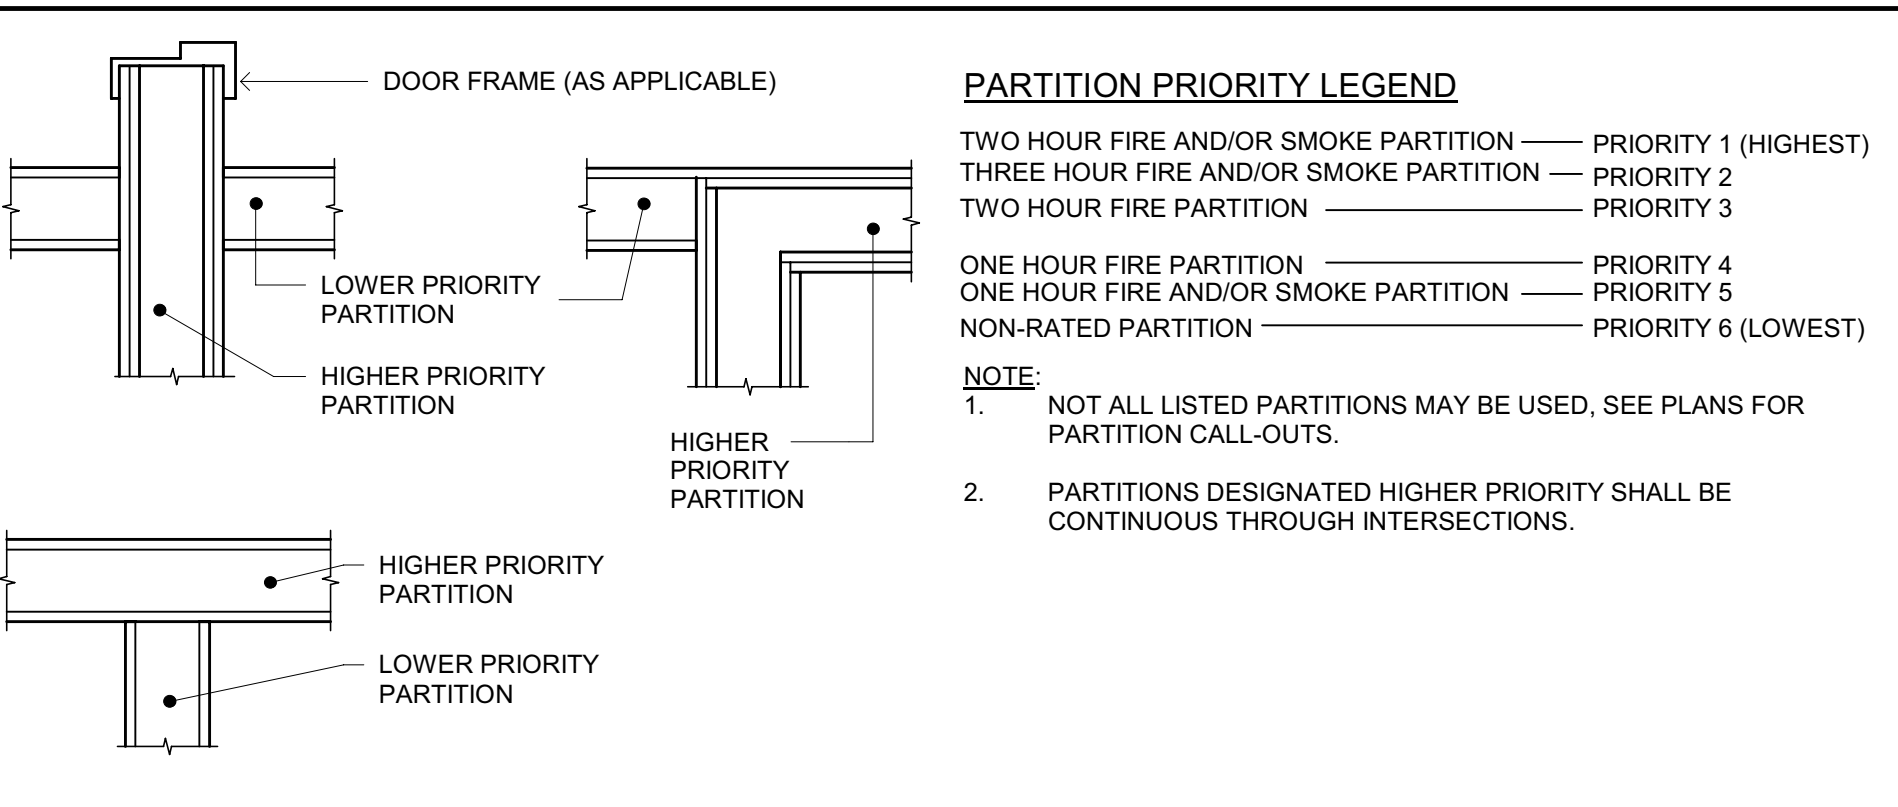 DOOR FRAME (AS APPLICABLE)
LOWER PRIORITY
PARTITION
HIGHER PRIORITY
PARTITION
HIGHER
PRIORITY
PARTITION
HIGHER PRIORITY
PARTITION
LOWER PRIORITY
PARTITION
PARTITION PRIORITY LEGEND
TWO HOUR FIRE AND/OR SMOKE PARTITION PRIORITY 1 (HIGHEST)
THREE HOUR FIRE AND/OR SMOKE PARTITION PRIORITY 2
TWO HOUR FIRE PARTITION PRIORITY 3
ONE HOUR FIRE PARTITION PRIORITY 4
ONE HOUR FIRE AND/OR SMOKE PARTITION PRIORITY 5
NON-RATED PARTITION PRIORITY 6 (LOWEST)
NOTE:
1. NOT ALL LISTED PARTITIONS MAY BE USED, SEE PLANS FOR
PARTITION CALL-OUTS.
2. PARTITIONS DESIGNATED HIGHER PRIORITY SHALL BE
CONTINUOUS THROUGH INTERSECTIONS.